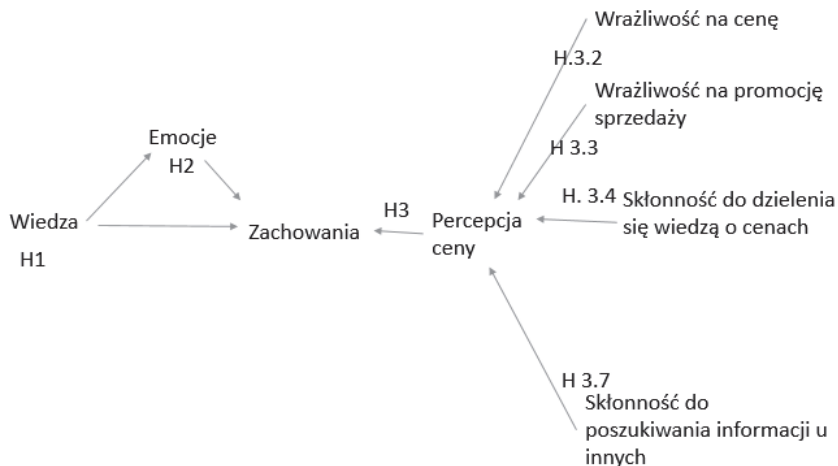 Wrażliwość na cenę
H.3.2
Wrażliwość na promocję
sprzedaży
H 3.3
Emocje
H2
H. 3.4
Skłonność do dzielenia
się wiedzą o cenach
Wiedza
H1
Zachowania
H3
Percepcja
ceny
H 3.7
Skłonność do
poszukiwania informacji u
innych